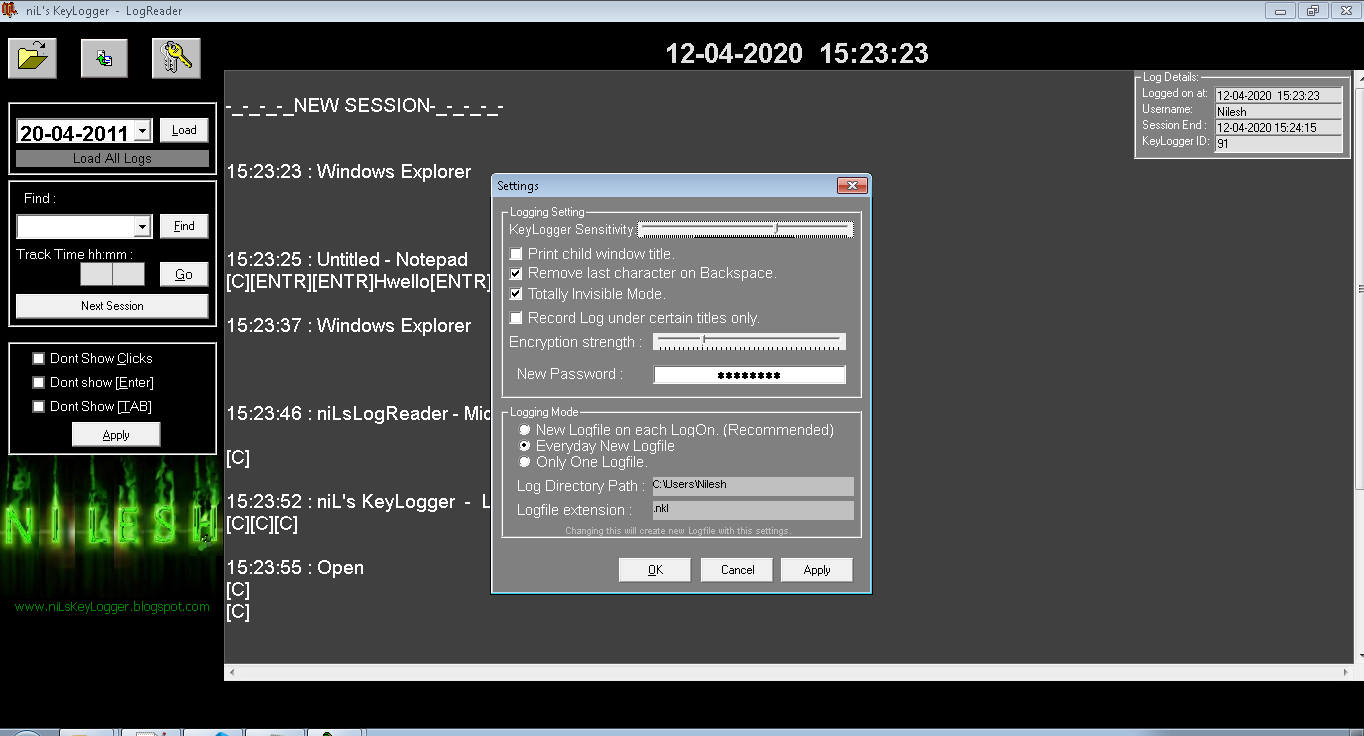 niL's KeyLogger - LogReader
12-04-2020 15:23:23
Log Details:
Logged on at: 12-04-2020 15:23:23
Username: Nilesh
Session End : 12-04-2020 15:24:15
KeyLogger ID: 91
20-04-2011 Load
Load All Logs
Find :
Find
Track Time hh:mm :
Go
Next Session
Dont Show Clicks
Dont show [Enter]
Dont Show [TAB]
Apply
NILESH
www.niLsKeyLogger.blogspot.com
-_-_-_-_NEW SESSION-_-_-_-_-
15:23:23 : Windows Explorer
15:23:25 : Untitled - Notepad
[C][ENTR][ENTR]Hwello[ENTR]
15:23:37 : Windows Explorer
15:23:46 : niLsLogReader - Mic
[C]
15:23:52 : niL's KeyLogger - L
[C][C][C]
15:23:55 : Open
[C]
[C]
Settings
Logging Setting
KeyLogger Sensitivity:
Print child window title.
Remove last character on Backspace.
Totally Invisible Mode.
Record Log under certain titles only.
Encryption strength :
New Password : ********
Logging Mode
New Logfile on each LogOn. (Recommended)
Everyday New Logfile
Only One Logfile.
Log Directory Path : C:\Users\Nilesh
Logfile extension : .nkl
Changing this will create new Logfile with this settings.
OK Cancel Apply